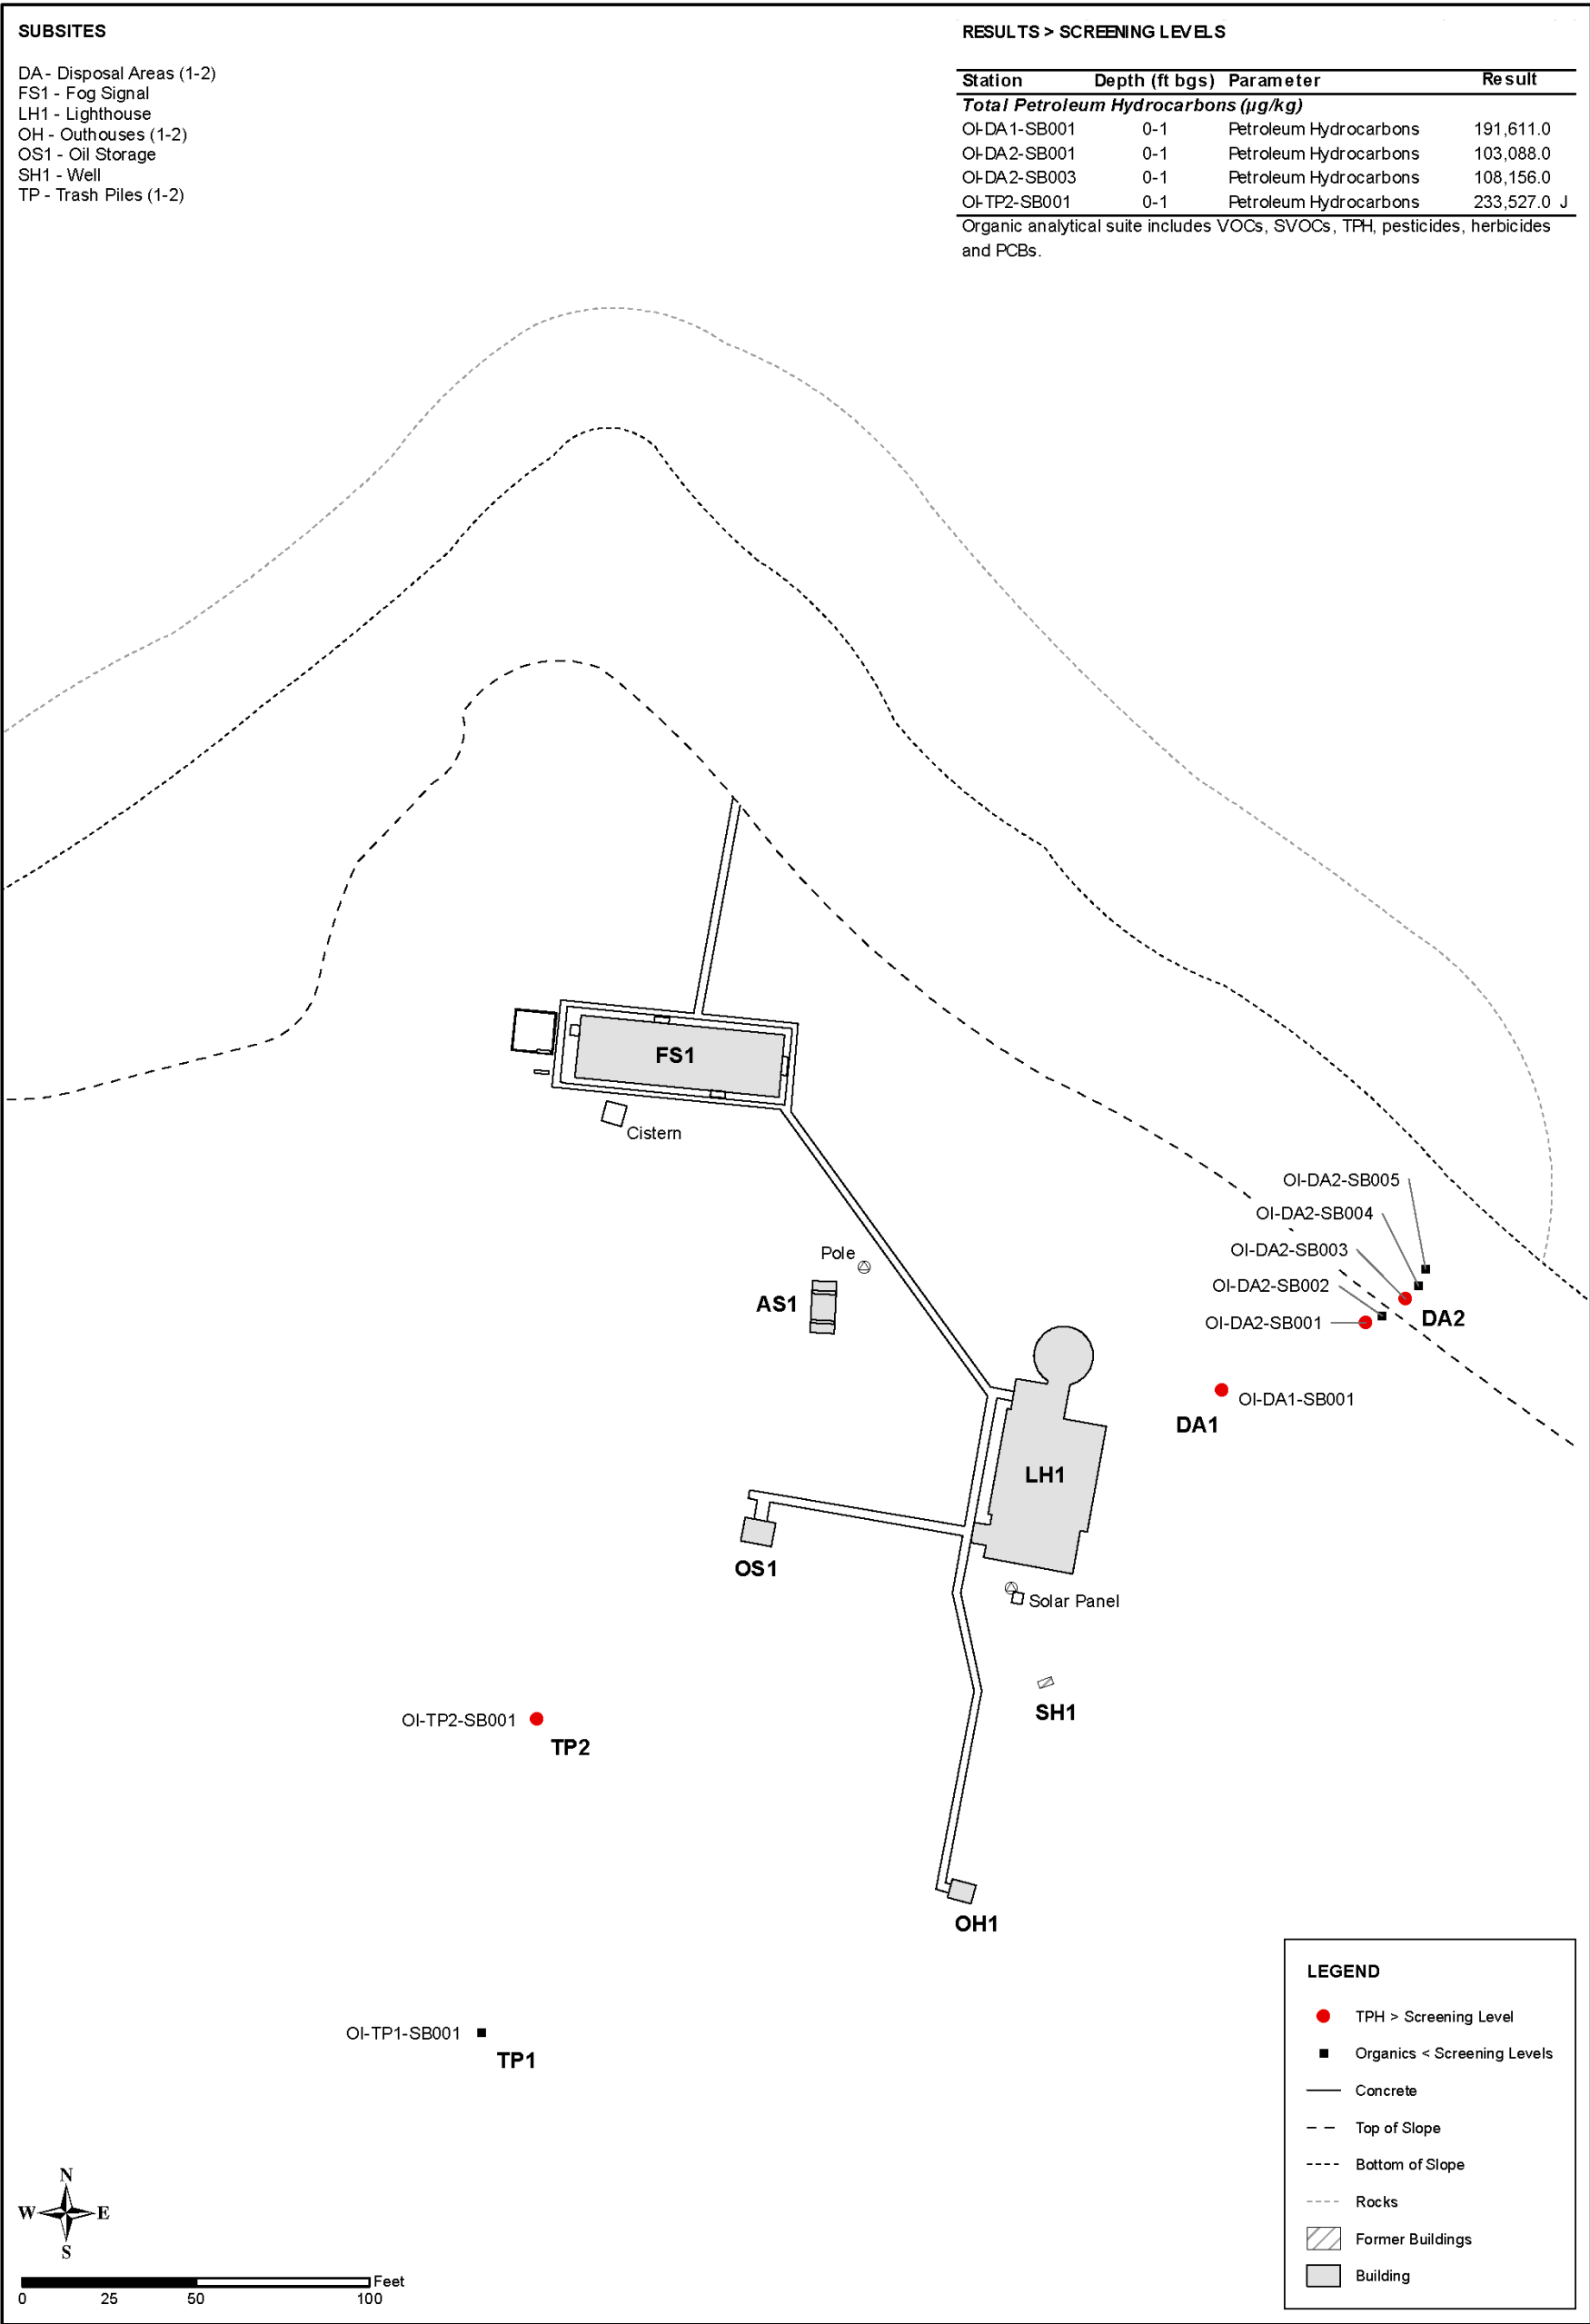 SUBSITES
DA - Disposal Areas (1-2)
FS1 - Fog Signal
LH1 - Lighthouse
OH - Outhouses (1-2)
OS1 - Oil Storage
SH1 - Well
TP - Trash Piles (1-2)
RESULTS > SCREENING LEVELS
Station Depth (ft bgs) Parameter Result
Total Petroleum Hydrocarbons (µg/kg)
OI-DA1-SB001 0-1 Petroleum Hydrocarbons 191,611.0
OI-DA2-SB001 0-1 Petroleum Hydrocarbons 103,088.0
OI-DA2-SB003 0-1 Petroleum Hydrocarbons 108,156.0
OI-TP2-SB001 0-1 Petroleum Hydrocarbons 233,527.0 J
Organic analytical suite includes VOCs, SVOCs, TPH, pesticides, herbicides
and PCBs.
FS1
Cistern
Pole
AS1
OI-DA2-SB005
OI-DA2-SB004
OI-DA2-SB003
OI-DA2-SB002
OI-DA2-SB001
DA2
OI-DA1-SB001
DA1
LH1
OS1
Solar Panel
SH1
OI-TP2-SB001
TP2
OH1
OI-TP1-SB001
TP1
LEGEND
TPH > Screening Level
Organics < Screening Levels
Concrete
Top of Slope
Bottom of Slope
Rocks
Former Buildings
Building
N
W E
S
Feet
0 25 50 100